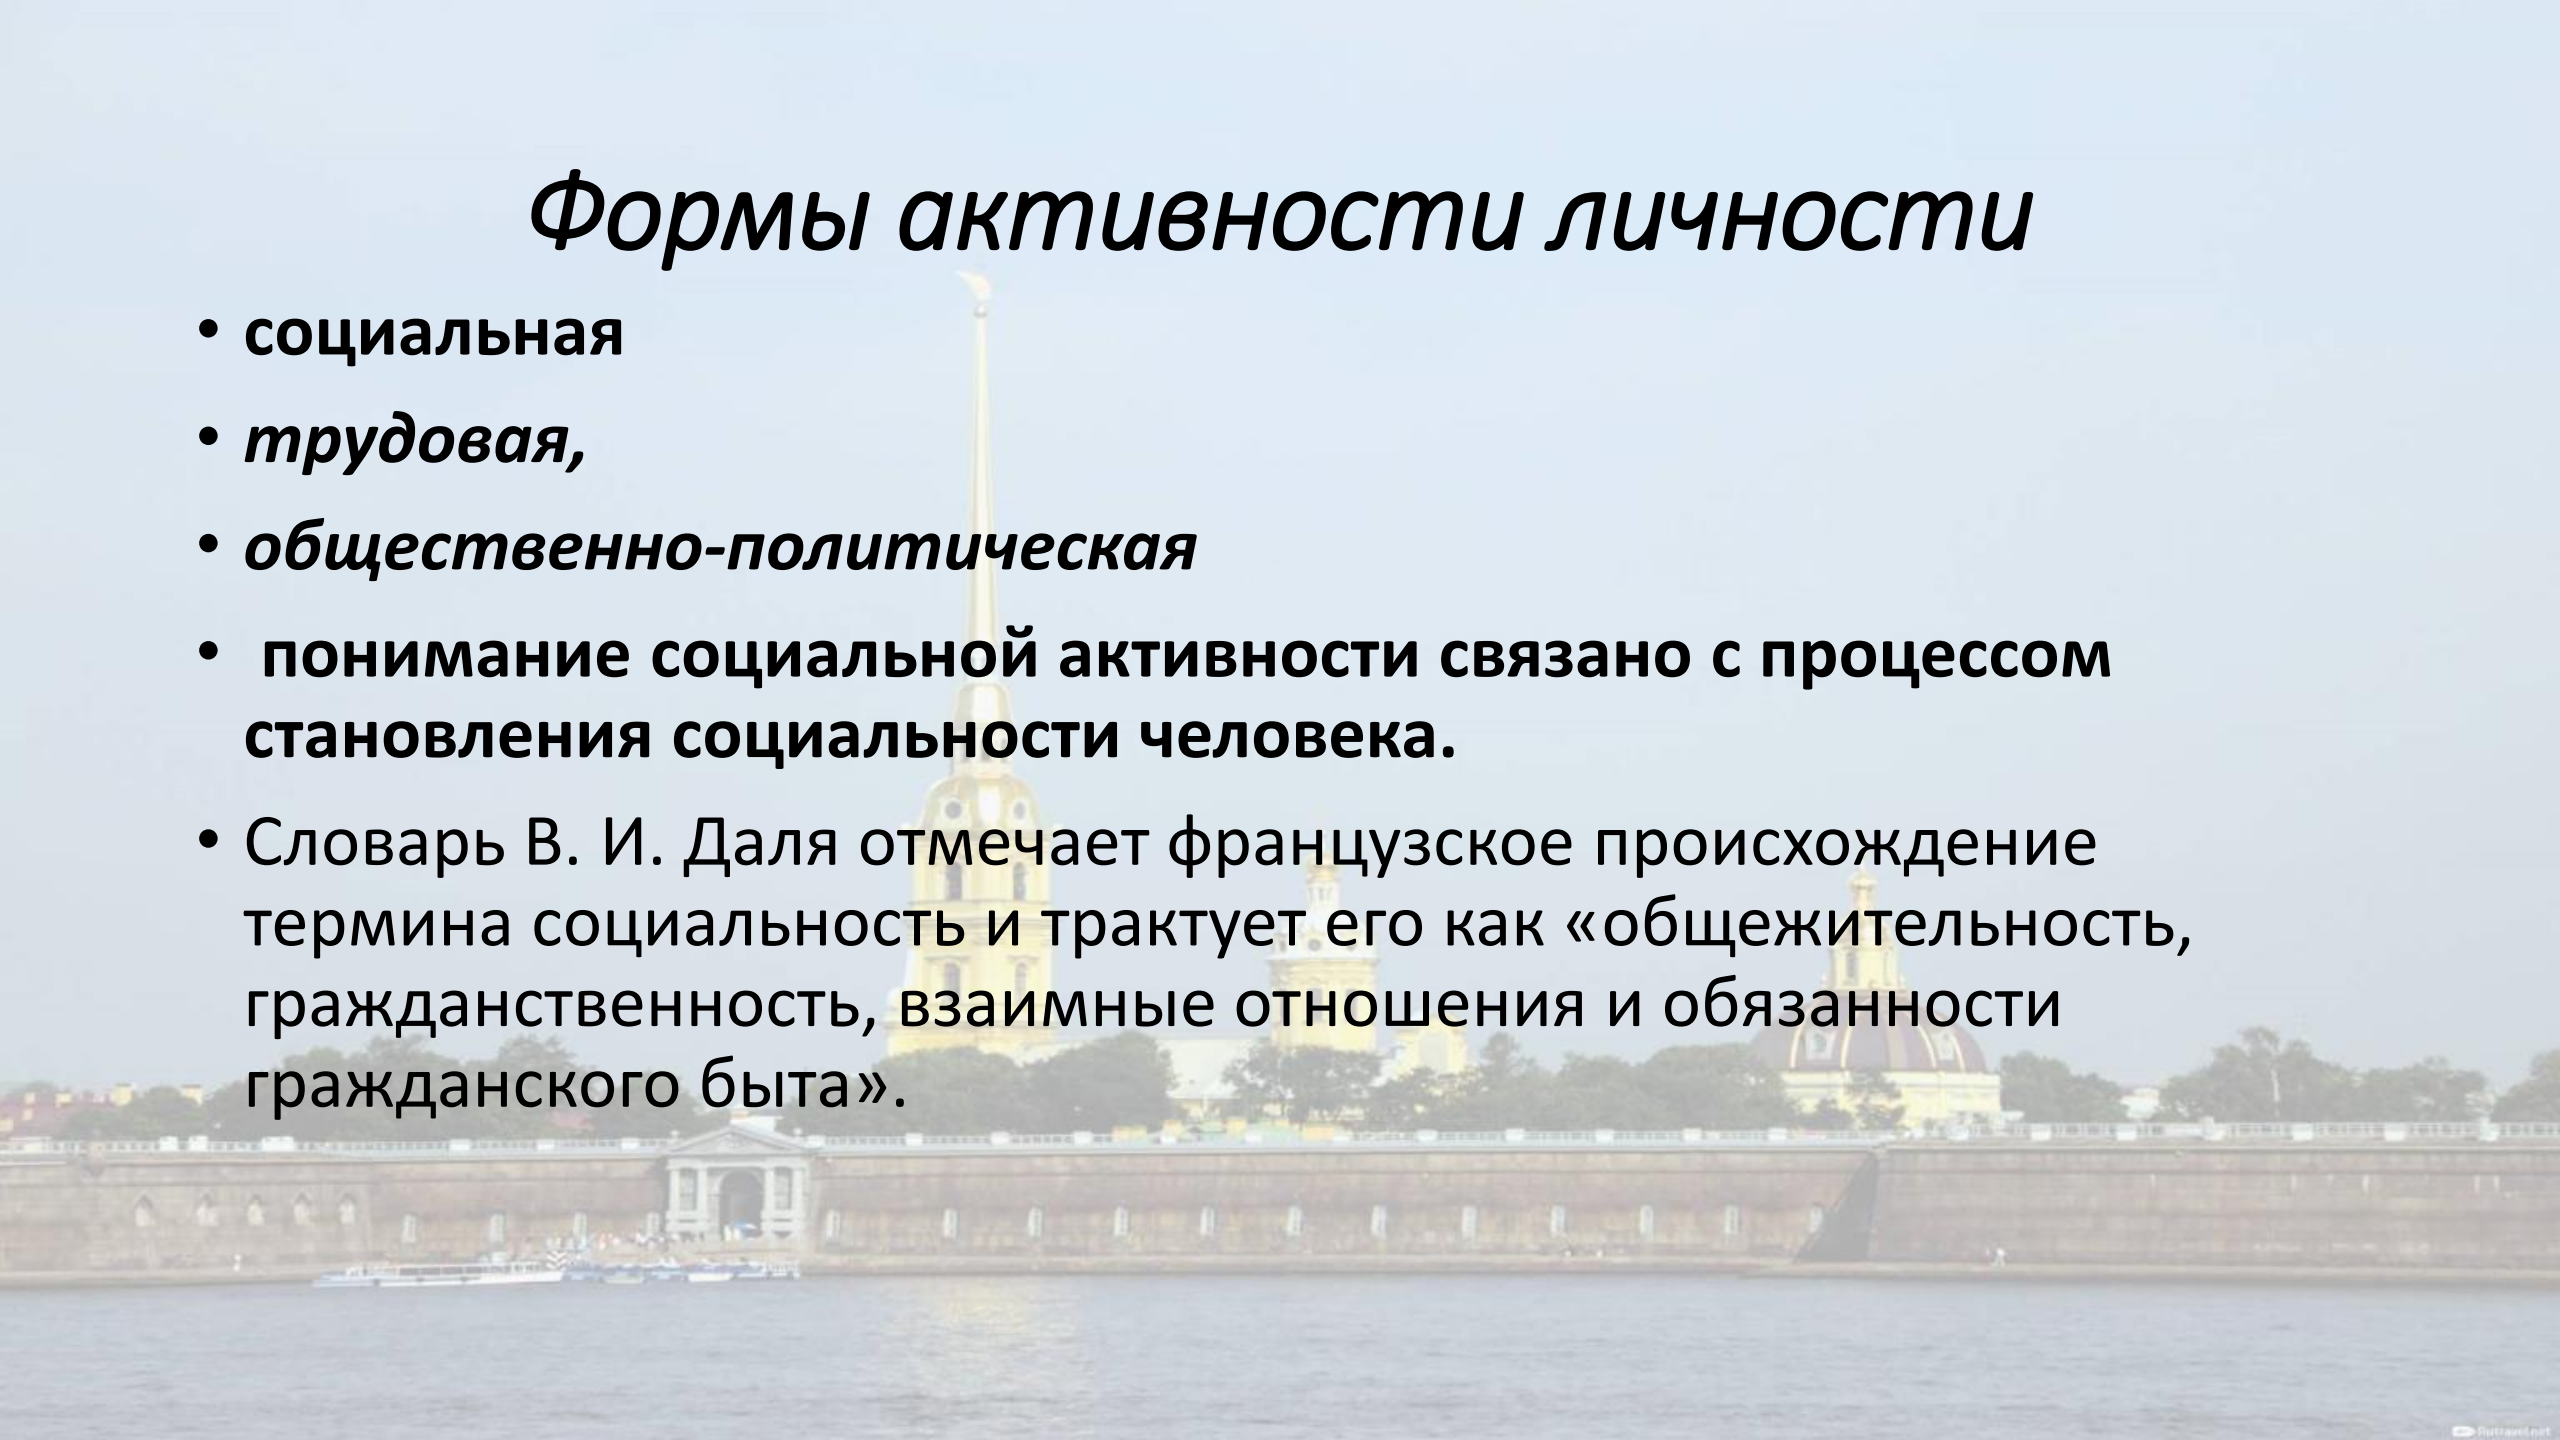 Формы активности личности
• социальная
• трудовая,
• общественно-политическая
• понимание социальной активности связано с процессом
становления социальности человека.
• Словарь В. И. Даля отмечает французское происхождение
термина социальность и трактует его как «общежительность,
гражданственность, взаимные отношения и обязанности
гражданского быта».